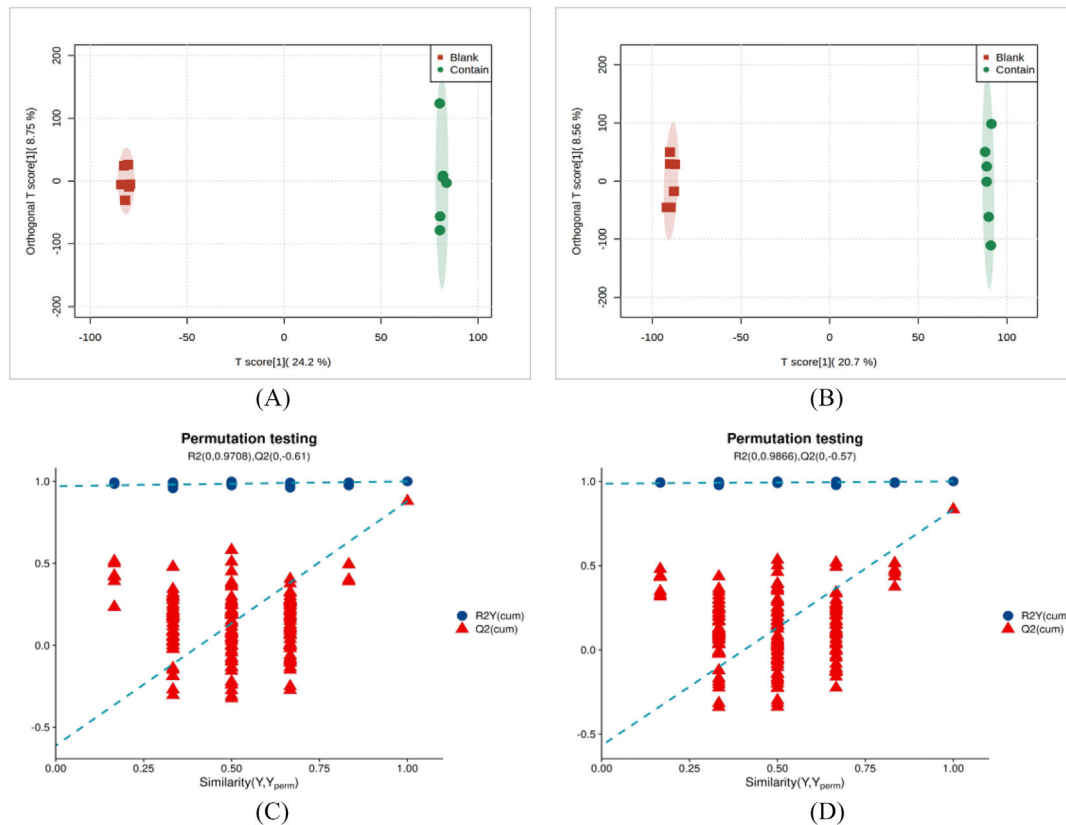 200
100
0
-100
-200
Orthogonal T score[1]( 8.75 %)
Blank
Contain
-100
-50
0
50
100
T score[1]( 24.2 %)
(A)
200
100
0
-100
-200
Orthogonal T score[1]( 8.56 %)
Blank
Contain
-100
-50
0
50
100
T score[1]( 20.7 %)
(B)
Permutation testing
R2(0,0.9708),Q2(0,-0.61)
1.0
0.5
0.0
-0.5
0.00
0.25
0.50
0.75
1.00
Similarity(Y,Yperm)
R2Y(cum)
Q2(cum)
(C)
Permutation testing
R2(0,0.9866),Q2(0,-0.57)
1.0
0.5
0.0
-0.5
0.00
0.25
0.50
0.75
1.00
Similarity(Y,Yperm)
R2Y(cum)
Q2(cum)
(D)